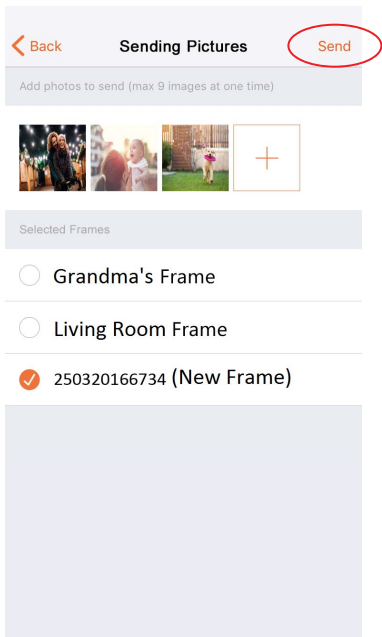 Back Sending Pictures Send
Add photos to send (max 9 images at one time)
Selected Frames
Grandma's Frame
Living Room Frame
250320166734 (New Frame)